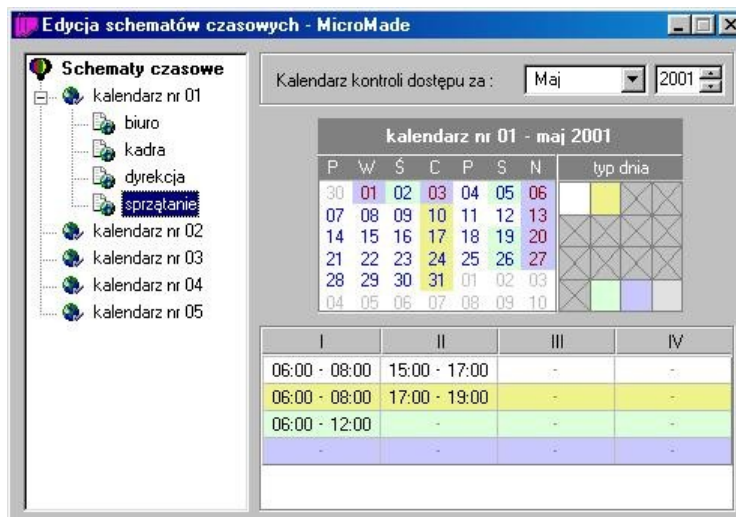 Edycja schematów czasowych - MicroMade
Schematy czasowe
kalendarz nr 01
biuro
kadra
dyrekcja
sprzątanie
kalendarz nr 02
kalendarz nr 03
kalendarz nr 04
kalendarz nr 05
Kalendarz kontroli dostępu za : Maj 2001
kalendarz nr 01 - maj 2001
P W Ś C P S N typ dnia
30 01 02 03 04 05 06
07 08 09 10 11 12 13
14 15 16 17 18 19 20
21 22 23 24 25 26 27
28 29 30 31 01 02 03
04 05 06 07 08 09 10
I II III IV
06:00 - 08:00 15:00 - 17:00 - -
06:00 - 08:00 17:00 - 19:00 - -
06:00 - 12:00 - - -
- - - -